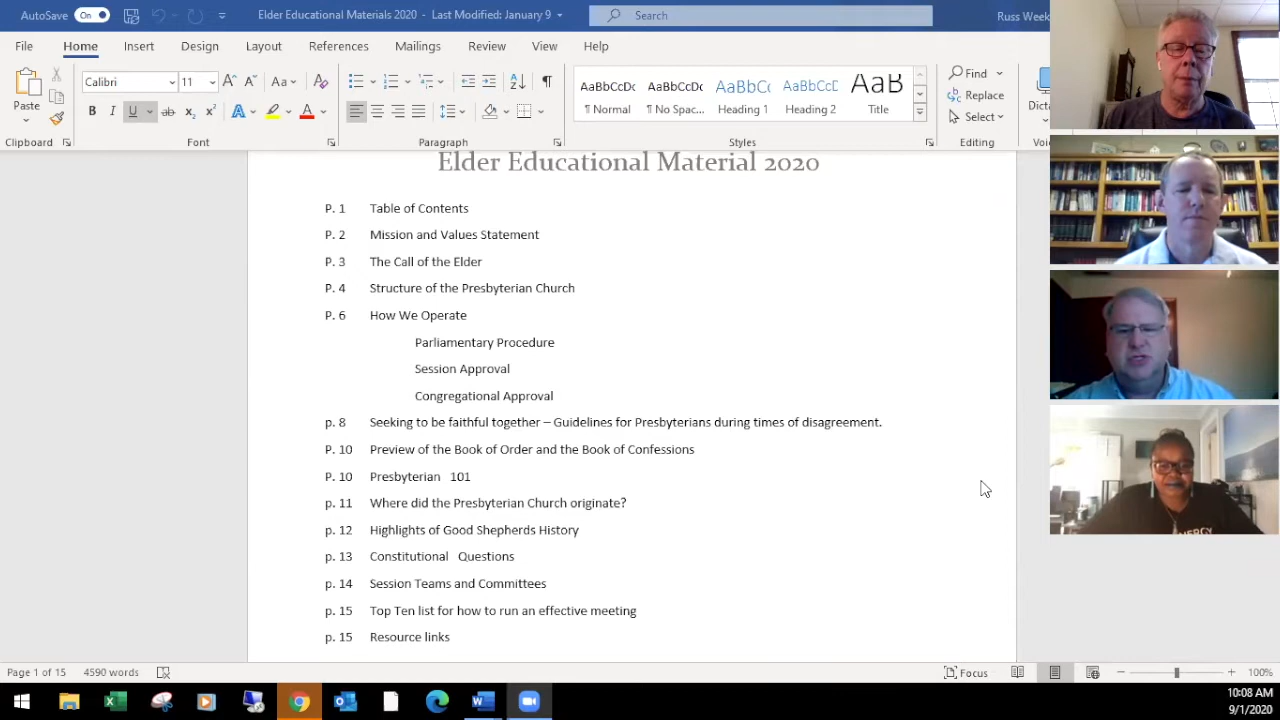 AutoSave On Elder Educational Materials 2020 - Last Modified: January 9 Search Russ Week
File Home Insert Design Layout References Mailings Review View Help
Calibri 11 Aa AaBbCcDc AaBbCcDc AaBbCc AaBbCcD AaB Find
Paste B I U ab A A ¶ Normal ¶ No Spac... Heading 1 Heading 2 Title Replace Dicta
Select
Clipboard Font Paragraph Styles Editing Voi
Elder Educational Material 2020
P. 1 Table of Contents
P. 2 Mission and Values Statement
P. 3 The Call of the Elder
P. 4 Structure of the Presbyterian Church
P. 6 How We Operate
Parliamentary Procedure
Session Approval
Congregational Approval
p. 8 Seeking to be faithful together – Guidelines for Presbyterians during times of disagreement.
P. 10 Preview of the Book of Order and the Book of Confessions
P. 10 Presbyterian 101
p. 11 Where did the Presbyterian Church originate?
p. 12 Highlights of Good Shepherds History
p. 13 Constitutional Questions
p. 14 Session Teams and Committees
p. 15 Top Ten list for how to run an effective meeting
p. 15 Resource links
Page 1 of 15 4590 words Focus 100%
10:08 AM
9/1/2020